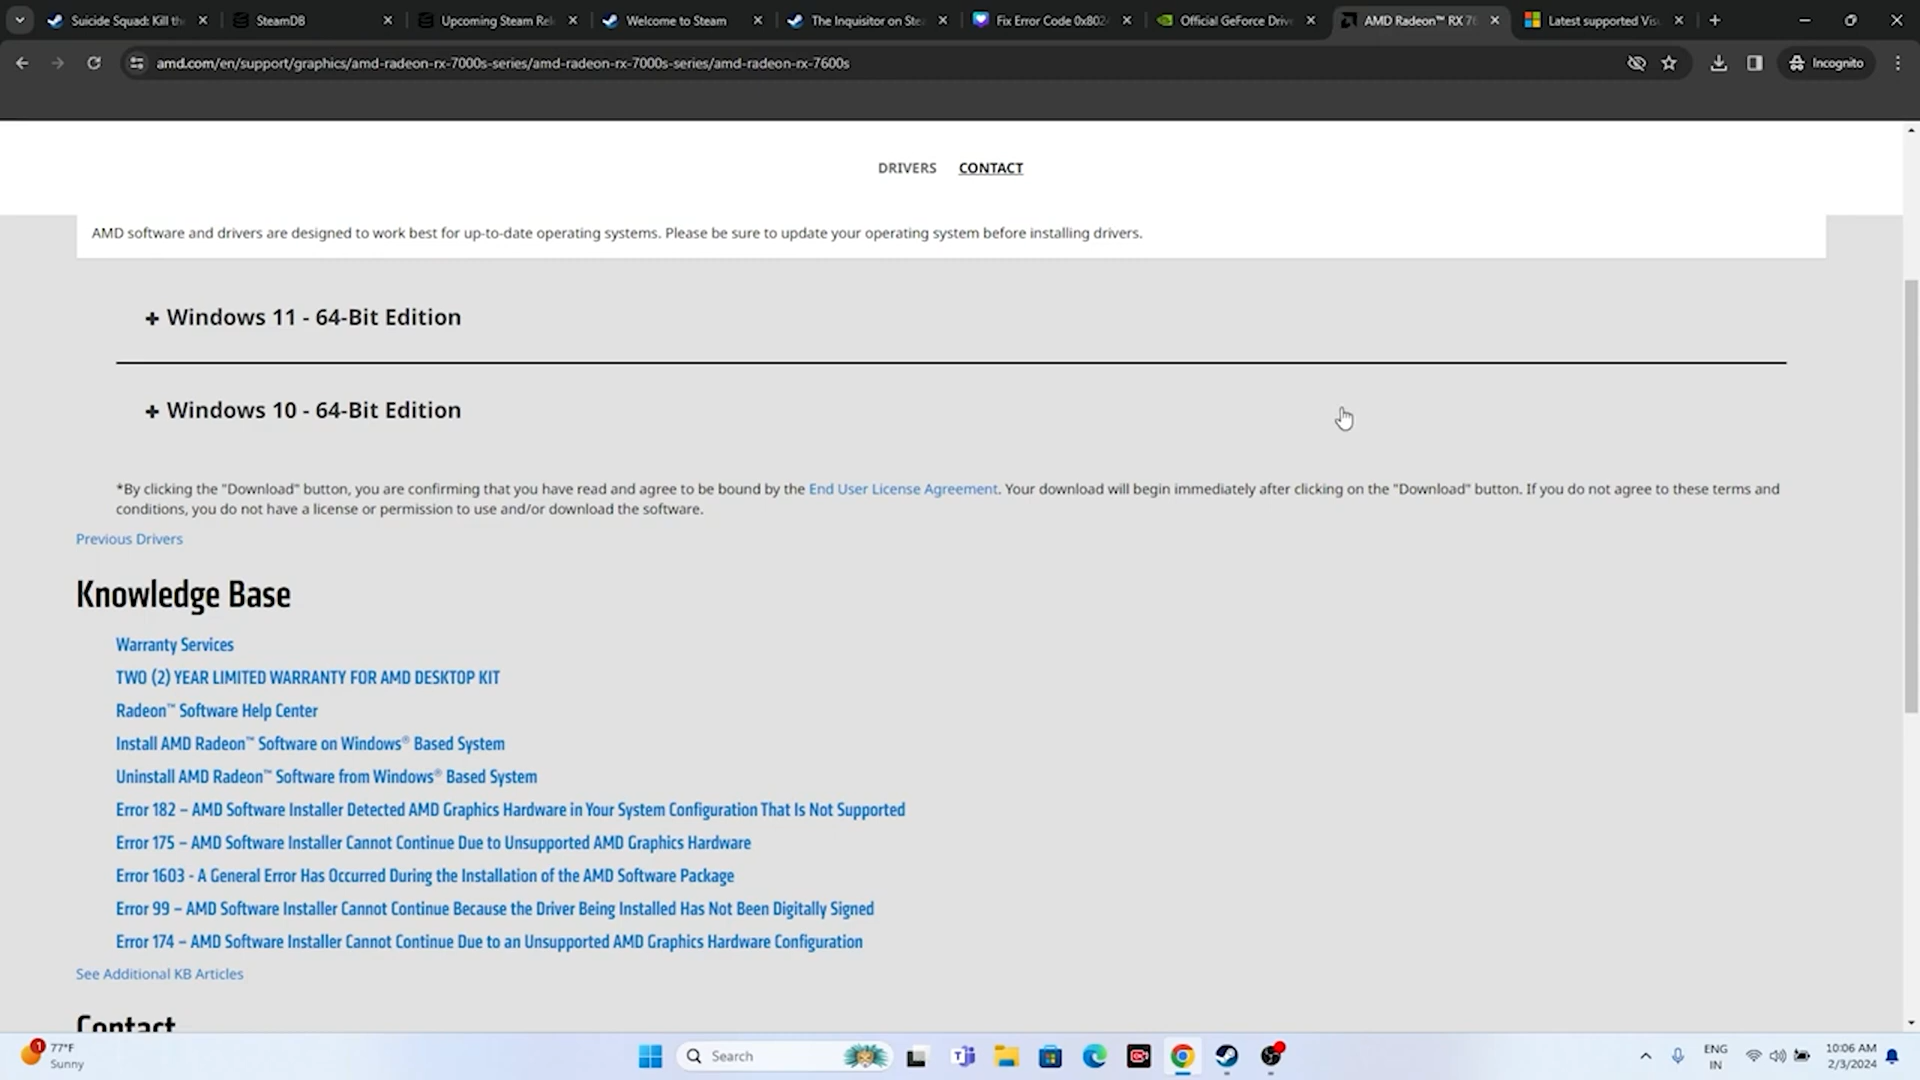 Suicide Squad: Kill th
SteamDB
Upcoming Steam Rel
Welcome to Steam
The Inquisitor on Stea
Fix Error Code 0x802
Official GeForce Driv
AMD Radeon™ RX 76
Latest supported Visu
amd.com/en/support/graphics/amd-radeon-rx-7000s-series/amd-radeon-rx-7000s-series/amd-radeon-rx-7600s
Incognito
DRIVERS CONTACT
AMD software and drivers are designed to work best for up-to-date operating systems. Please be sure to update your operating system before installing drivers.
+ Windows 11 - 64-Bit Edition
+ Windows 10 - 64-Bit Edition
*By clicking the "Download" button, you are confirming that you have read and agree to be bound by the End User License Agreement. Your download will begin immediately after clicking on the "Download" button. If you do not agree to these terms and
conditions, you do not have a license or permission to use and/or download the software.
Previous Drivers
Knowledge Base
Warranty Services
TWO (2) YEAR LIMITED WARRANTY FOR AMD DESKTOP KIT
Radeon™ Software Help Center
Install AMD Radeon™ Software on Windows® Based System
Uninstall AMD Radeon™ Software from Windows® Based System
Error 182 – AMD Software Installer Detected AMD Graphics Hardware in Your System Configuration That Is Not Supported
Error 175 – AMD Software Installer Cannot Continue Due to Unsupported AMD Graphics Hardware
Error 1603 - A General Error Has Occurred During the Installation of the AMD Software Package
Error 99 – AMD Software Installer Cannot Continue Because the Driver Being Installed Has Not Been Digitally Signed
Error 174 – AMD Software Installer Cannot Continue Due to an Unsupported AMD Graphics Hardware Configuration
See Additional KB Articles
Contact
1
77°F
Sunny
Search
ENG
IN
10:06 AM
2/3/2024